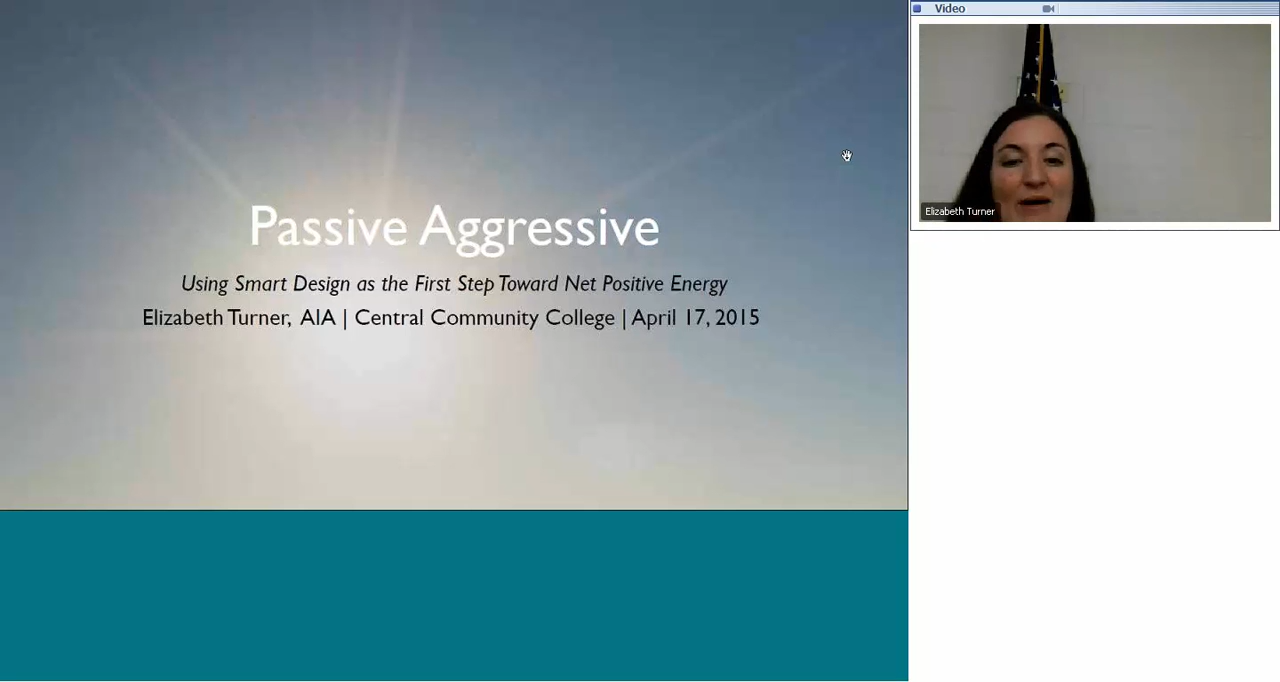 Video
Passive Aggressive
Using Smart Design as the First Step Toward Net Positive Energy
Elizabeth Turner, AIA | Central Community College | April 17, 2015
Elizabeth Turner